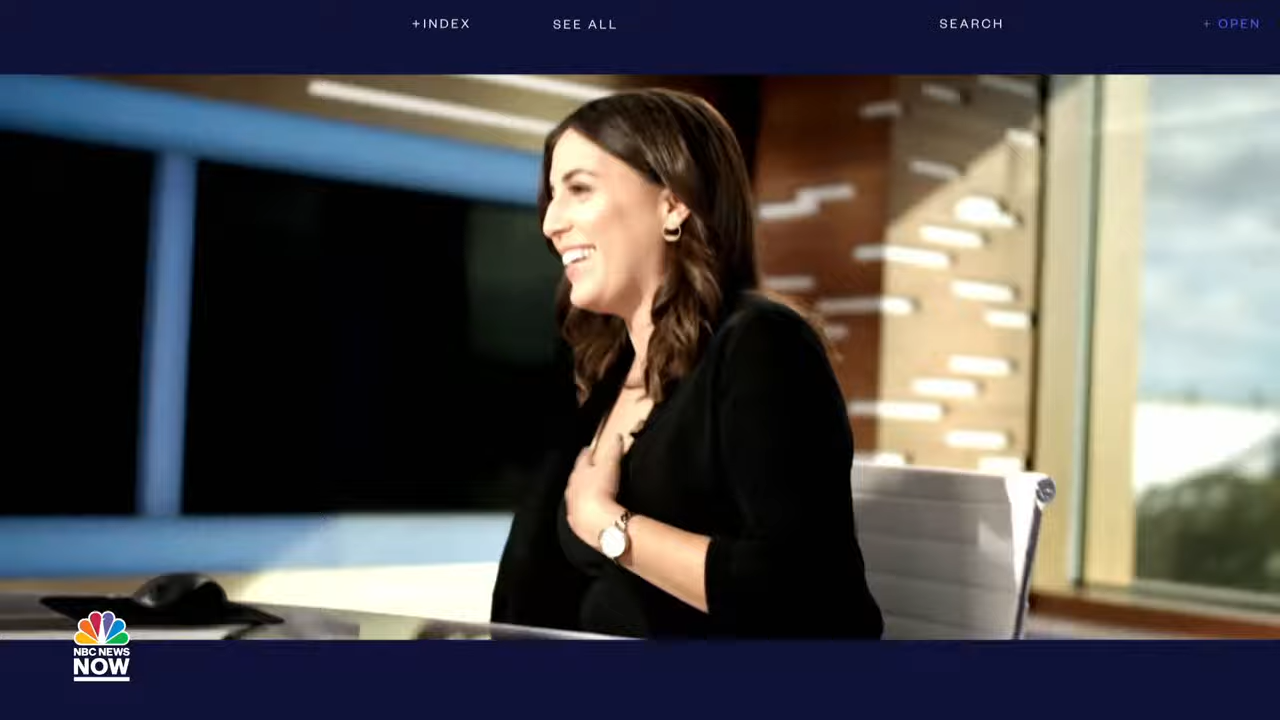 +INDEX
SEE ALL
SEARCH
+ OPEN
NBC NEWS
NOW